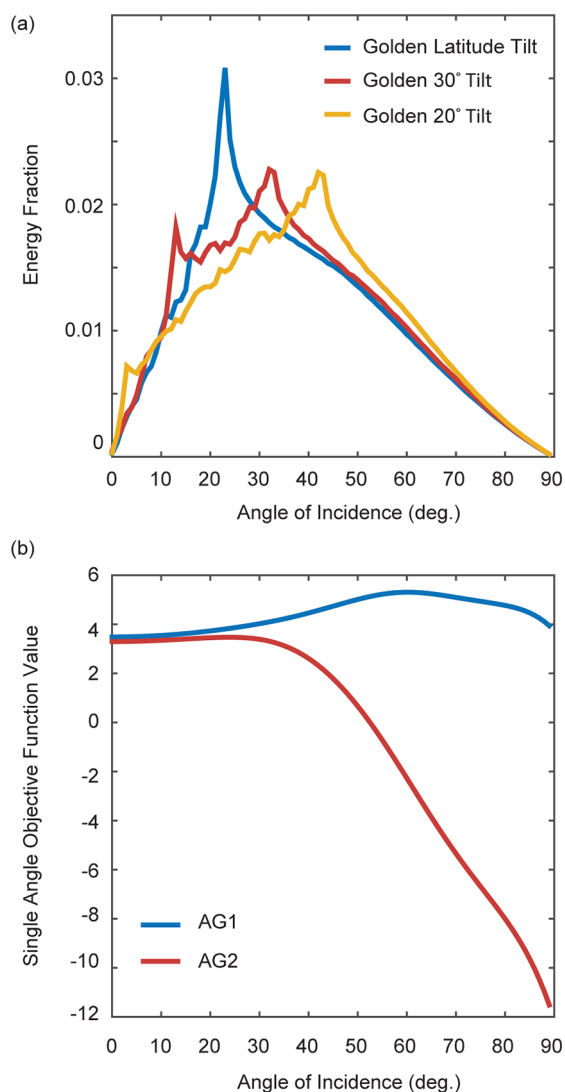 (a)
Golden Latitude Tilt
Golden 30° Tilt
Golden 20° Tilt
0.03
0.02
0.01
0
Energy Fraction
0 10 20 30 40 50 60 70 80 90
Angle of Incidence (deg.)
(b)
6
4
2
0
-2
-4
-6
-8
-10
-12
Single Angle Objective Function Value
AG1
AG2
0 10 20 30 40 50 60 70 80 90
Angle of Incidence (deg.)